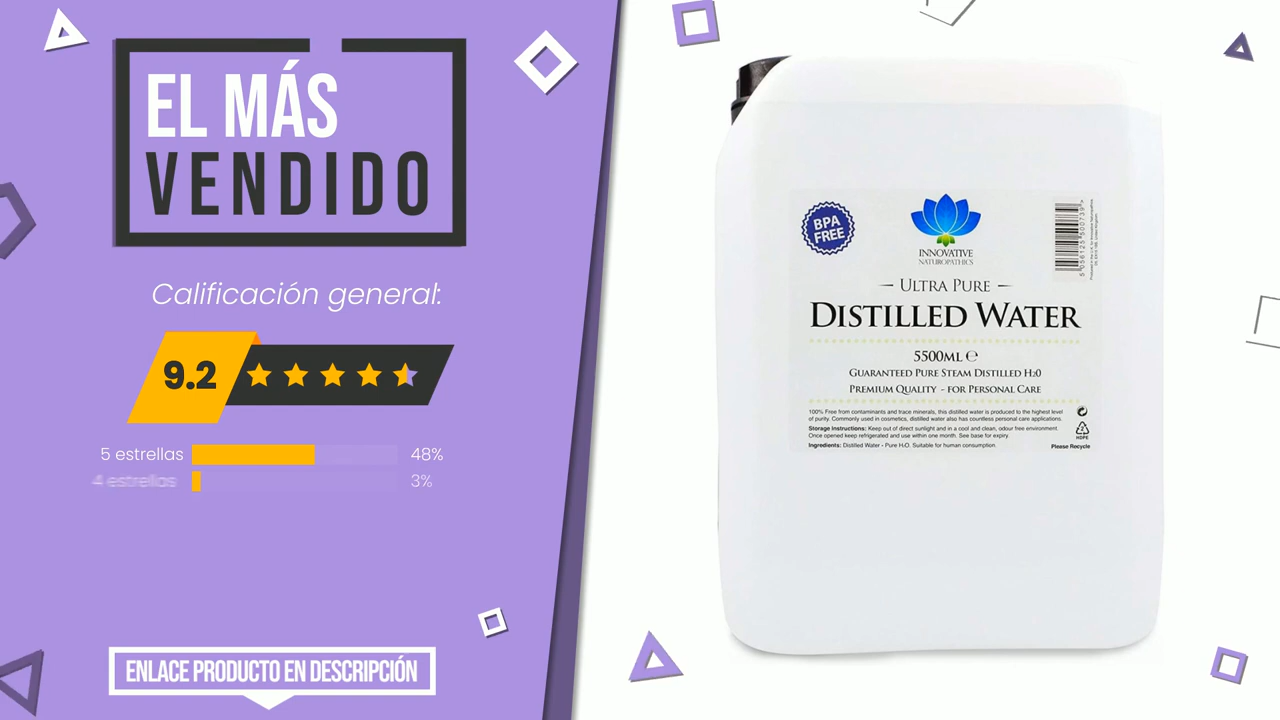 EL MÁS
VENDIDO
Calificación general:
9.2
5 estrellas 48%
4 estrellas 3%
ENLACE PRODUCTO EN DESCRIPCIÓN
BPA
FREE
INNOVATIVE
NATUROPATHICS
ULTRA PURE
DISTILLED WATER
5500ML ℮
GUARANTEED PURE STEAM DISTILLED H20
PREMIUM QUALITY - FOR PERSONAL CARE
100% Free from contaminants and trace minerals, this distilled water is produced to the highest level
of purity. Commonly used in cosmetics, distilled water also has countless personal care applications.
Storage Instructions: Keep out of direct sunlight and in a cool and clean, odour free environment.
Once opened keep refrigerated and use within one month. See base for expiry.
Ingredients: Distilled Water - Pure H₂O. Suitable for human consumption.
2
HDPE
Please Recycle